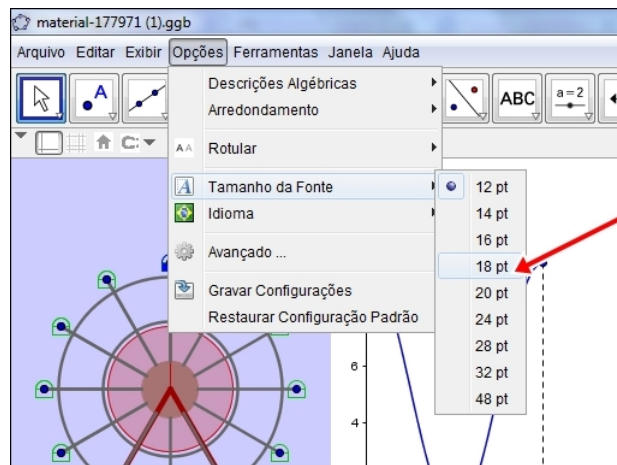 material-177971 (1).ggb
Arquivo Editar Exibir Opções Ferramentas Janela Ajuda
A ABC a=2
Descrições Algébricas
Arredondamento
AA Rotular
A Tamanho da Fonte
Idioma
Avançado ...
Gravar Configurações
Restaurar Configuração Padrão
12 pt
14 pt
16 pt
18 pt
20 pt
24 pt
28 pt
32 pt
48 pt
6
4